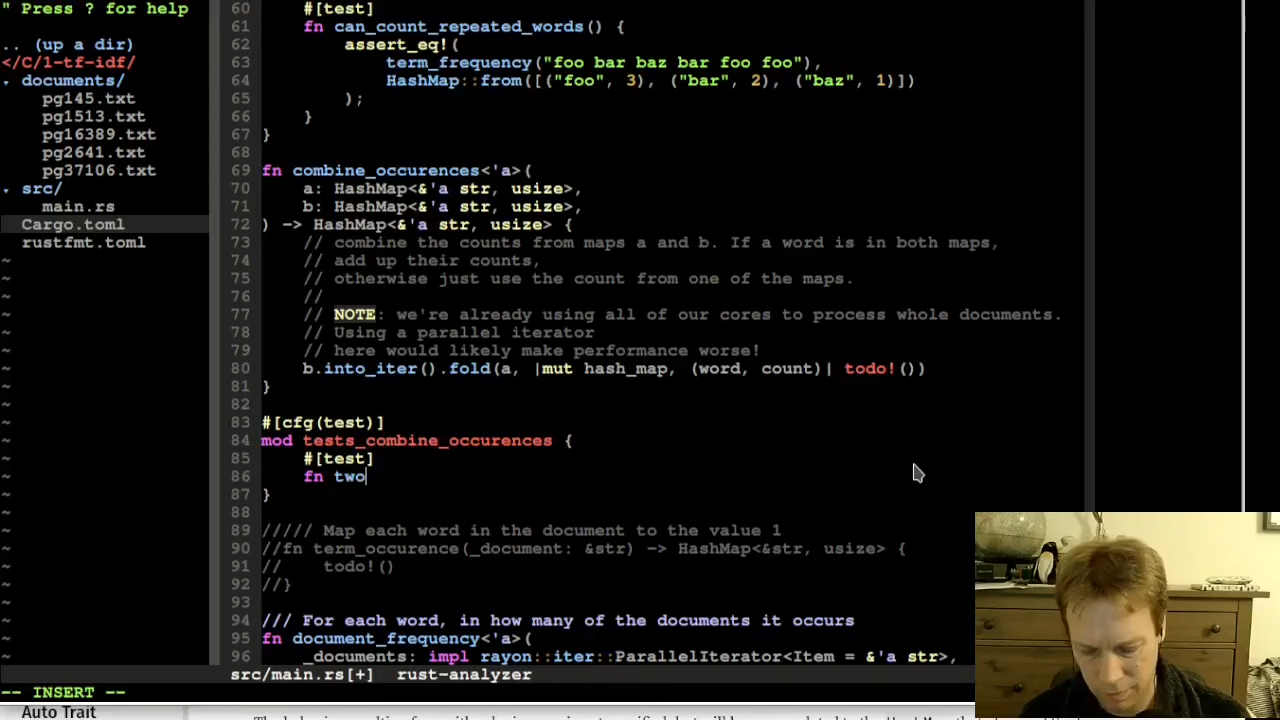 " Press ? for help
.. (up a dir)
</C/1-tf-idf/
▾ documents/
pg145.txt
pg1513.txt
pg16389.txt
pg2641.txt
pg37106.txt
▾ src/
main.rs
Cargo.toml
rustfmt.toml
60 #[test]
61 fn can_count_repeated_words() {
62 assert_eq!(
63 term_frequency("foo bar baz bar foo foo"),
64 HashMap::from([("foo", 3), ("bar", 2), ("baz", 1)])
65 );
66 }
67 }
68
69 fn combine_occurences<'a>(
70 a: HashMap<&'a str, usize>,
71 b: HashMap<&'a str, usize>,
72 ) -> HashMap<&'a str, usize> {
73 // combine the counts from maps a and b. If a word is in both maps,
74 // add up their counts,
75 // otherwise just use the count from one of the maps.
76 //
77 // NOTE: we're already using all of our cores to process whole documents.
78 // Using a parallel iterator
79 // here would likely make performance worse!
80 b.into_iter().fold(a, |mut hash_map, (word, count)| todo!())
81 }
82
83 #[cfg(test)]
84 mod tests_combine_occurences {
85 #[test]
86 fn two
87 }
88
89 ///// Map each word in the document to the value 1
90 //fn term_occurence(_document: &str) -> HashMap<&str, usize> {
91 // todo!()
92 //}
93
94 /// For each word, in how many of the documents it occurs
95 fn document_frequency<'a>(
96 _documents: impl rayon::iter::ParallelIterator<Item = &'a str>,
src/main.rs[+] rust-analyzer
-- INSERT --
Auto Trait